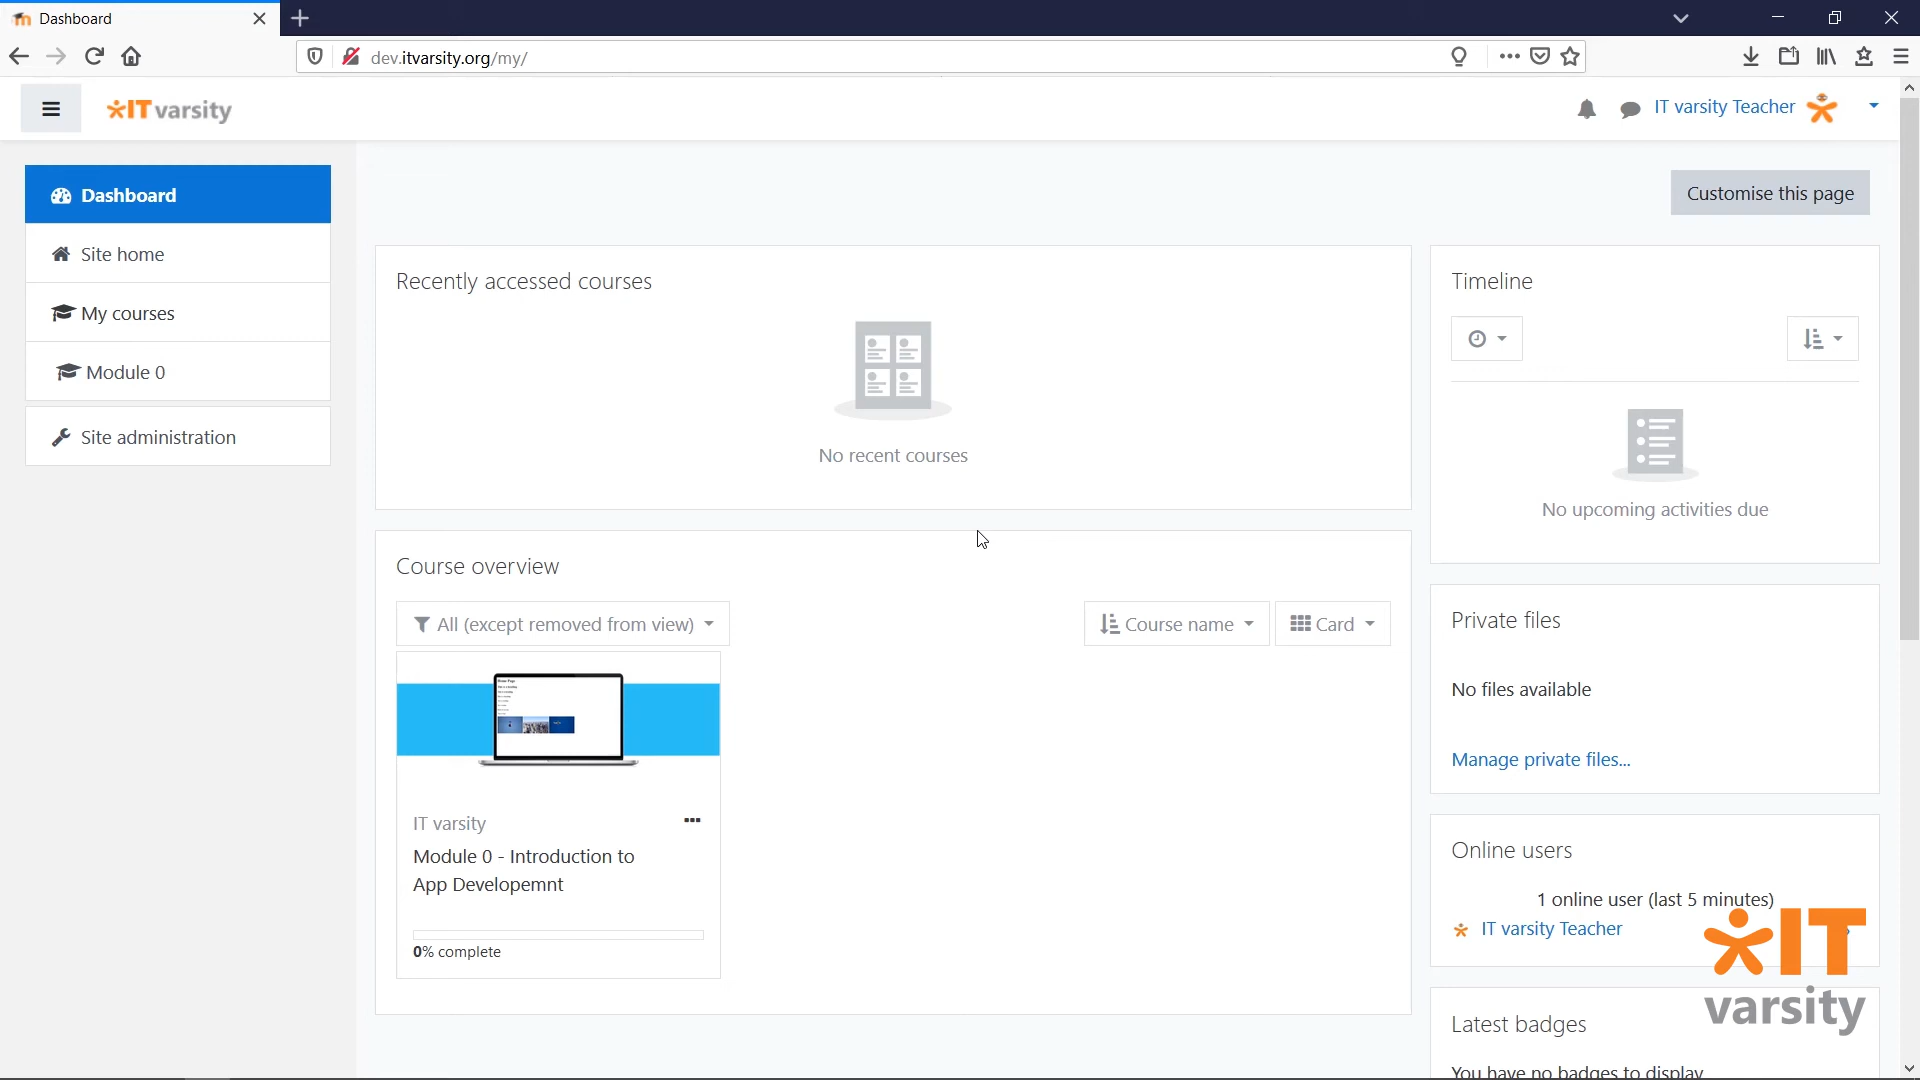 Dashboard
dev.itvarsity.org/my/
IT varsity
IT varsity Teacher
Dashboard
Site home
My courses
Module 0
Site administration
Customise this page
Recently accessed courses
No recent courses
Course overview
All (except removed from view)
Course name
Card
IT varsity
Module 0 - Introduction to
App Developemnt
0% complete
Timeline
No upcoming activities due
Private files
No files available
Manage private files...
Online users
1 online user (last 5 minutes)
IT varsity Teacher
Latest badges
You have no badges to display
IT
varsity